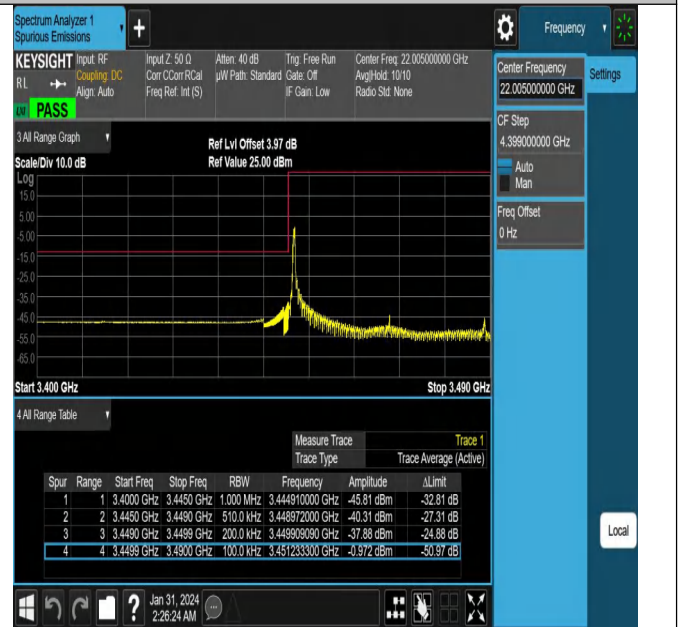 Spectrum Analyzer 1
Spurious Emissions
+
Frequency
KEYSIGHT Input: RF Input Z: 50 Ω Atten: 40 dB Trig: Free Run Center Freq: 22.005000000 GHz
RL Coupling: DC Corr CCorr RCal µW Path: Standard Gate: Off Avg|Hold: 10/10
Align: Auto Freq Ref: Int (S) IF Gain: Low Radio Std: None
PASS
Center Frequency
22.005000000 GHz
Settings
CF Step
4.399000000 GHz
Auto
Man
Freq Offset
0 Hz
Local
3 All Range Graph
Ref Lvl Offset 3.97 dB
Scale/Div 10.0 dB Ref Value 25.00 dBm
Log
15.0
5.00
-5.00
-15.0
-25.0
-35.0
-45.0
-55.0
-65.0
Start 3.400 GHz Stop 3.490 GHz
4 All Range Table
Measure Trace Trace 1
Trace Type Trace Average (Active)
Spur Range Start Freq Stop Freq RBW Frequency Amplitude ΔLimit
1 1 3.4000 GHz 3.4450 GHz 1.000 MHz 3.444910000 GHz -45.81 dBm -32.81 dB
2 2 3.4450 GHz 3.4490 GHz 510.0 kHz 3.448972000 GHz -40.31 dBm -27.31 dB
3 3 3.4490 GHz 3.4499 GHz 200.0 kHz 3.449909090 GHz -37.88 dBm -24.88 dB
4 4 3.4499 GHz 3.4900 GHz 100.0 kHz 3.451233300 GHz -0.972 dBm -50.97 dB
?
Jan 31, 2024
2:26:24 AM